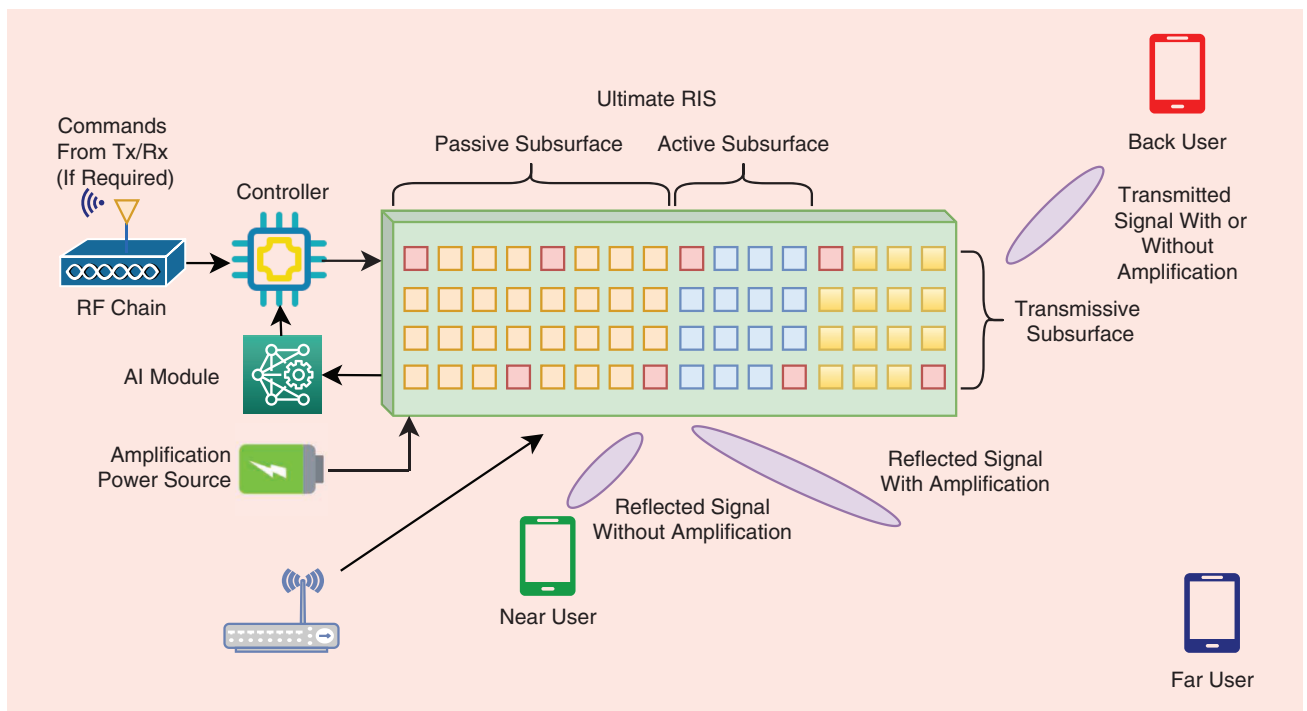 Ultimate RIS
Commands
From Tx/Rx
(If Required)
Passive Subsurface
Active Subsurface
Back User
Controller
Transmitted
Signal With or
Without
Amplification
RF Chain
Transmissive
Subsurface
AI Module
Amplification
Power Source
Reflected Signal
With Amplification
Reflected Signal
Without Amplification
Near User
Far User